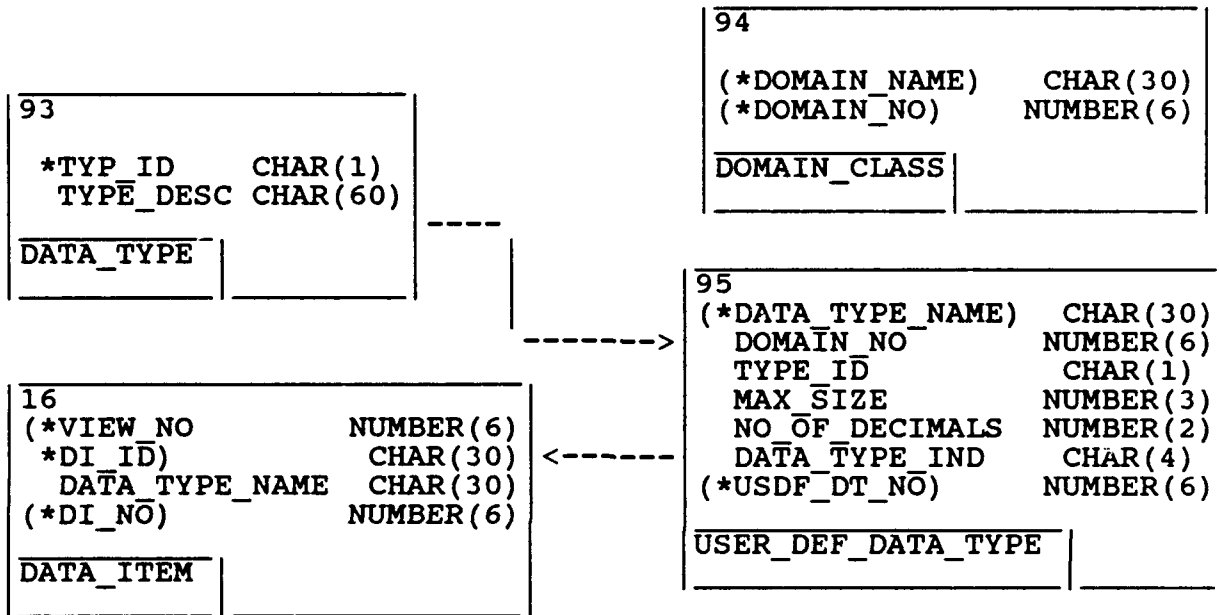 94
(*DOMAIN_NAME) CHAR(30)
(*DOMAIN_NO) NUMBER(6)
DOMAIN_CLASS
93
*TYP_ID CHAR(1)
TYPE_DESC CHAR(60)
DATA_TYPE
95
(*DATA_TYPE_NAME) CHAR(30)
DOMAIN_NO NUMBER(6)
TYPE_ID CHAR(1)
MAX_SIZE NUMBER(3)
NO_OF_DECIMALS NUMBER(2)
DATA_TYPE_IND CHAR(4)
(*USDF_DT_NO) NUMBER(6)
USER_DEF_DATA_TYPE
16
(*VIEW_NO NUMBER(6)
*DI_ID) CHAR(30)
DATA_TYPE_NAME CHAR(30)
(*DI_NO) NUMBER(6)
DATA_ITEM